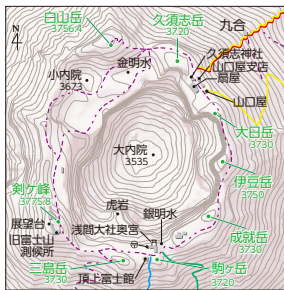 白山岳
3756.4
久須志岳
3720
九合
4
金明水
久須志神社
山口屋支店
扇屋
小内院
3673
山口屋
大日岳
3730
大内院
3535
伊豆岳
3750
剣ヶ峰
3775.8
虎岩
銀明水
展望台
旧富士山
測候所
浅間大社奥宮
成就岳
3730
三島岳
3730
頂上富士館
駒ヶ岳
3720